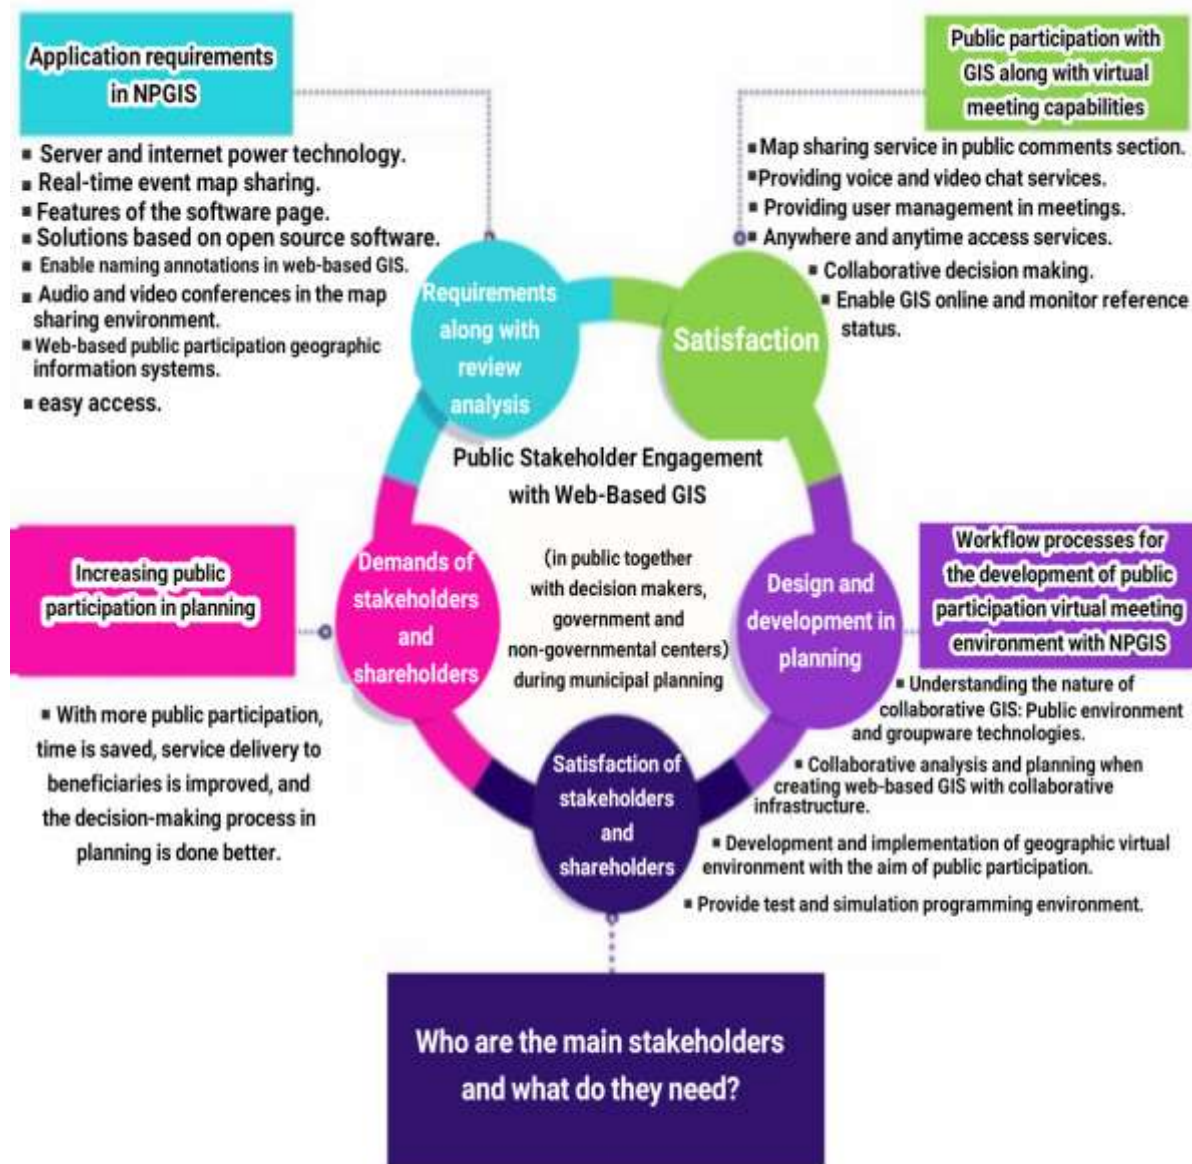 Application requirements
in NPGIS
▪ Server and internet power technology.
▪ Real-time event map sharing.
▪ Features of the software page.
▪ Solutions based on open source software.
▪ Enable naming annotations in web-based GIS.
▪ Audio and video conferences in the map
sharing environment.
▪ Web-based public participation geographic
information systems.
▪ easy access.
Public participation with
GIS along with virtual
meeting capabilities
▪ Map sharing service in public comments section.
▪Providing voice and video chat services.
▪ Providing user management in meetings.
▪ Anywhere and anytime access services.
▪ Collaborative decision making.
▪ Enable GIS online and monitor reference
status.
Requirements
along with
review
analysis
Satisfaction
Public Stakeholder Engagement
with Web-Based GIS
(in public together
with decision makers,
government and
non-governmental centers)
during municipal planning
Increasing public
participation in planning
Demands of
stakeholders
and
shareholders
Design and
development in
planning
Workflow processes for
the development of public
participation virtual meeting
environment with NPGIS
▪ With more public participation,
time is saved, service delivery to
beneficiaries is improved, and
the decision-making process in
planning is done better.
▪ Understanding the nature of
collaborative GIS: Public environment
and groupware technologies.
▪ Collaborative analysis and planning when
creating web-based GIS with collaborative
infrastructure.
▪ Development and implementation of geographic virtual
environment with the aim of public participation.
▪ Provide test and simulation programming environment.
Satisfaction of
stakeholders
and
shareholders
Who are the main stakeholders
and what do they need?